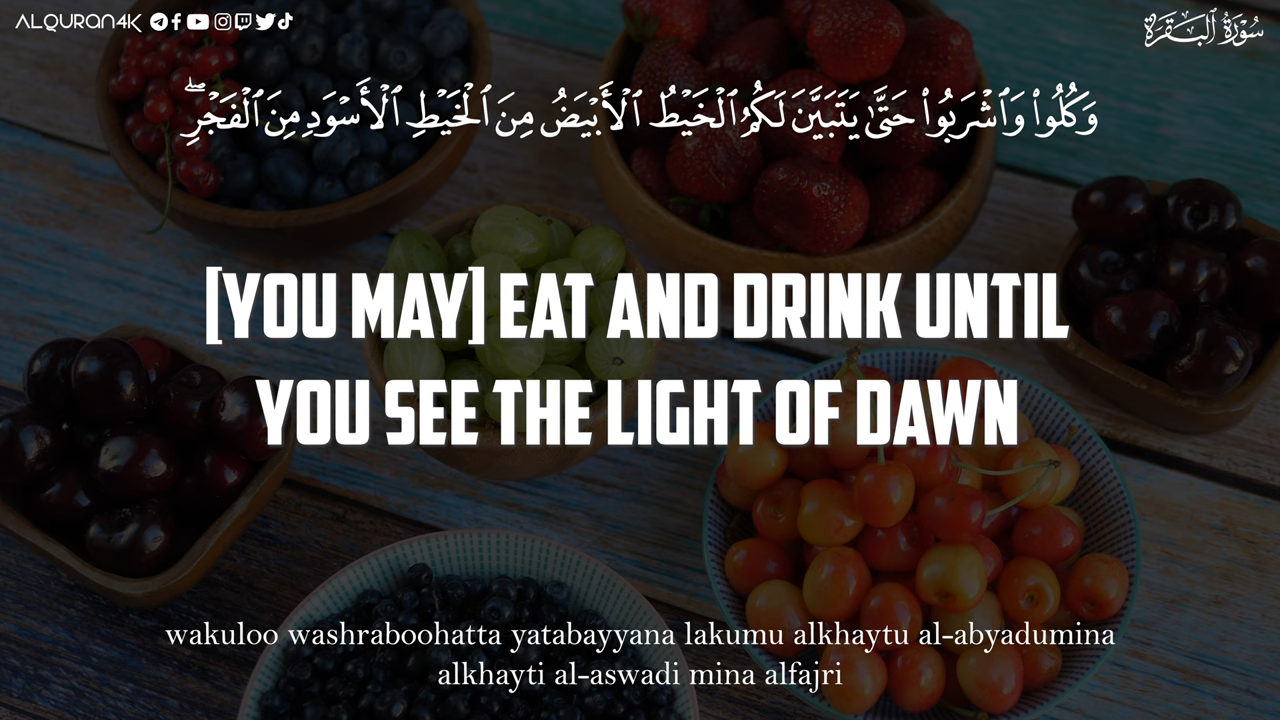 ALQURAN4K
سُورَةُ ٱلْبَقَرَةِ
وَكُلُوا۟ وَٱشْرَبُوا۟ حَتَّىٰ يَتَبَيَّنَ لَكُمُ ٱلْخَيْطُ ٱلْأَبْيَضُ مِنَ ٱلْخَيْطِ ٱلْأَسْوَدِ مِنَ ٱلْفَجْرِ ۖ
[YOU MAY] EAT AND DRINK UNTIL
YOU SEE THE LIGHT OF DAWN
wakuloo washraboohatta yatabayyana lakumu alkhaytu al-abyadumina
alkhayti al-aswadi mina alfajri